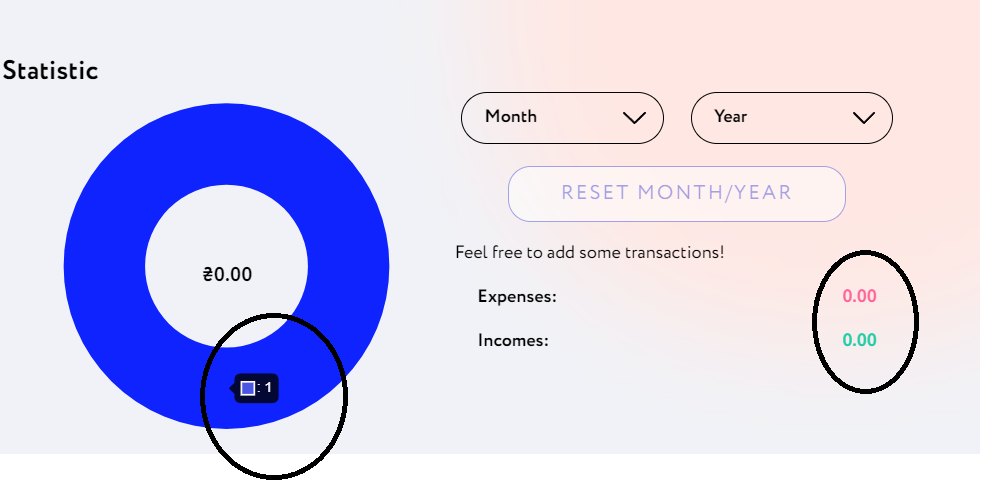 Statistic
Month
Year
RESET MONTH/YEAR
Feel free to add some transactions!
₴0.00
Expenses: 0.00
Incomes: 0.00
: 1